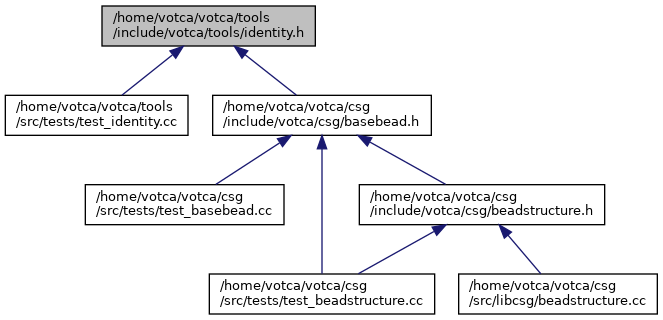 /home/votca/votca/tools
/include/votca/tools/identity.h
/home/votca/votca/tools
/src/tests/test_identity.cc
/home/votca/votca/csg
/include/votca/csg/basebead.h
/home/votca/votca/csg
/src/tests/test_basebead.cc
/home/votca/votca/csg
/include/votca/csg/beadstructure.h
/home/votca/votca/csg
/src/tests/test_beadstructure.cc
/home/votca/votca/csg
/src/libcsg/beadstructure.cc